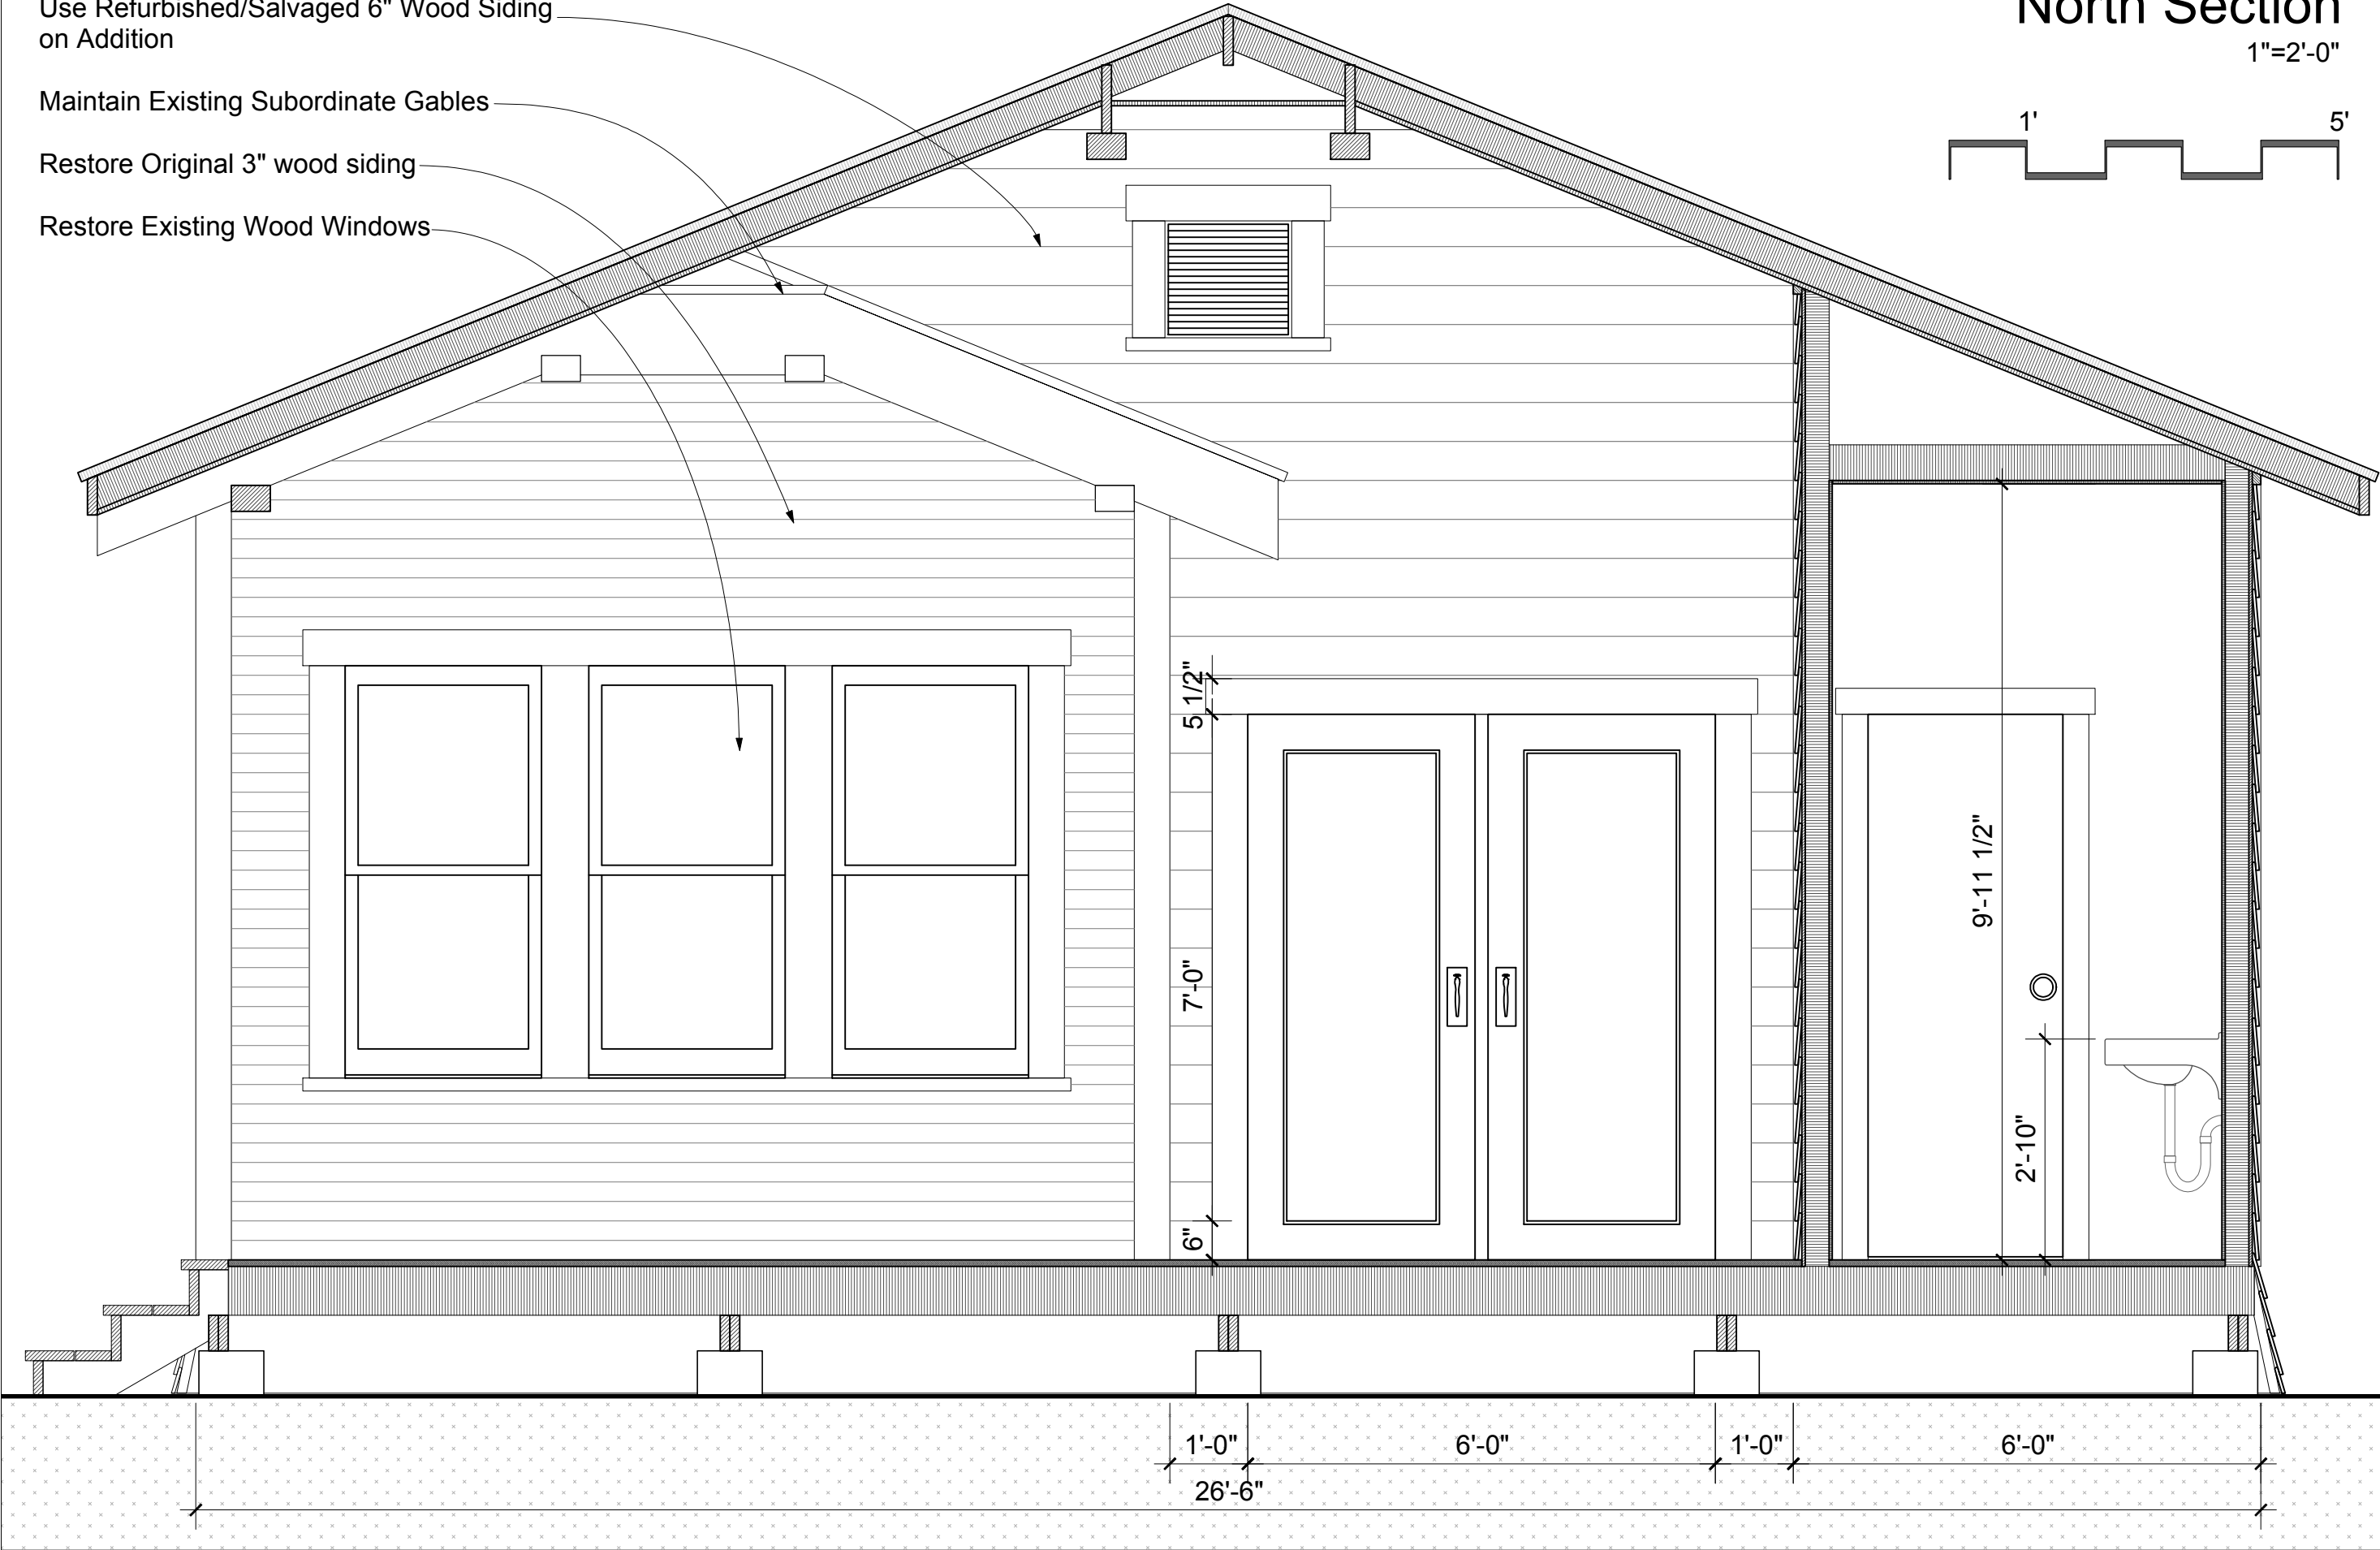 Use Refurbished/Salvaged 6" Wood Siding
on Addition
Maintain Existing Subordinate Gables
Restore Original 3" wood siding
Restore Existing Wood Windows
North Section
1"=2'-0"
1'
5'
5 1/2"
7'-0"
6"
9'-11 1/2"
2'-10"
1'-0"
6'-0"
1'-0"
6'-0"
26'-6"